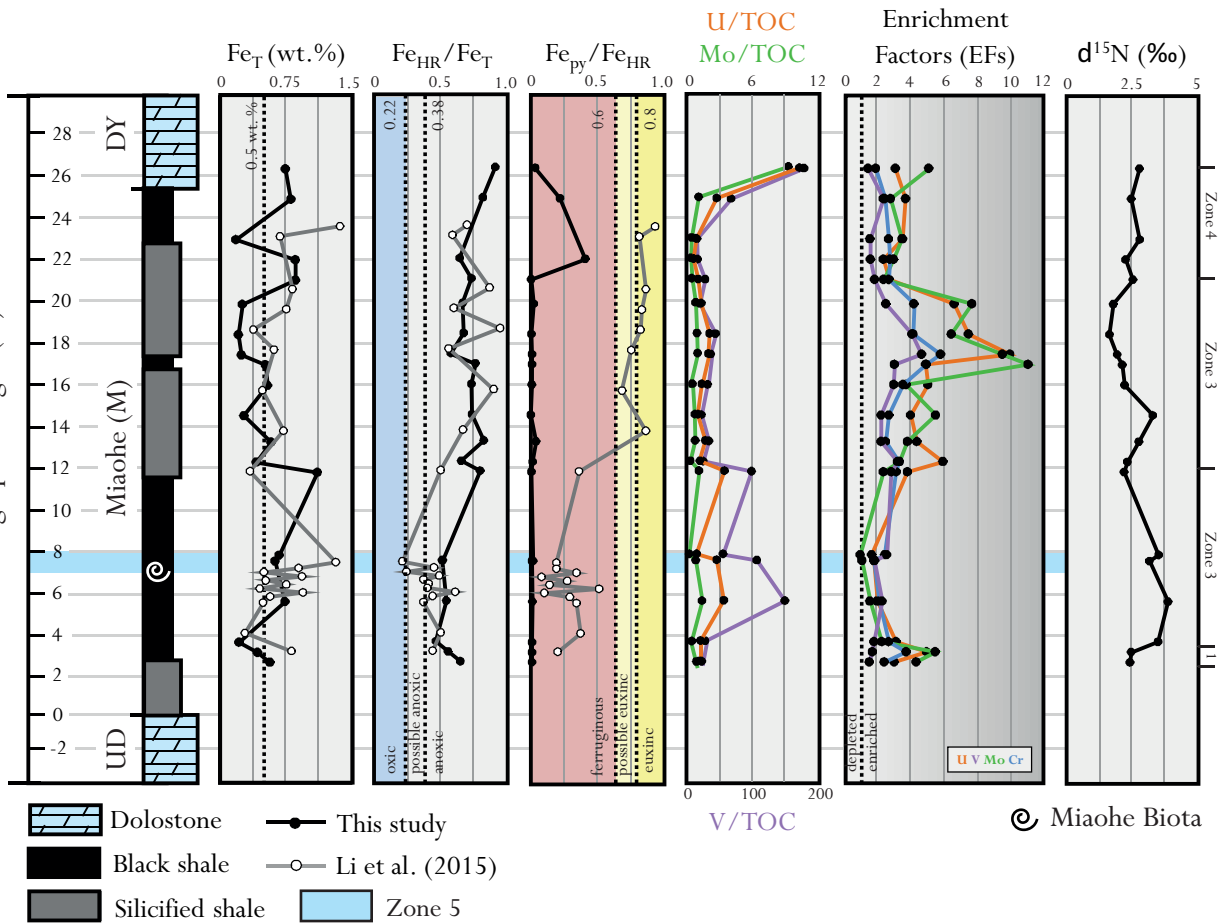 U/TOC
Enrichment
Fe_T (wt.%)
Fe_HR/Fe_T
Fe_py/Fe_HR
Mo/TOC
Factors (EFs)
d¹⁵N (‰)
0 0.75 1.5
0 0.5 1.0
0 0.5 1.0
0 12
0 2 4 6 8 10 12
0 2.5 5
0.5 wt. %
0.22
0.38
0.6
0.8
28
26
24
22
20
18
16
14
12
10
8
6
4
2
0
-2
DY
Miaohe (M)
UD
oxic
possible anoxic
anoxic
ferruginous
possible euxinc
euxinc
depleted
enriched
U V Mo Cr
Zone 4
Zone 3
Zone 3
1
0 100 200
V/TOC
Dolostone
This study
Miaohe Biota
Black shale
Li et al. (2015)
Silicified shale
Zone 5